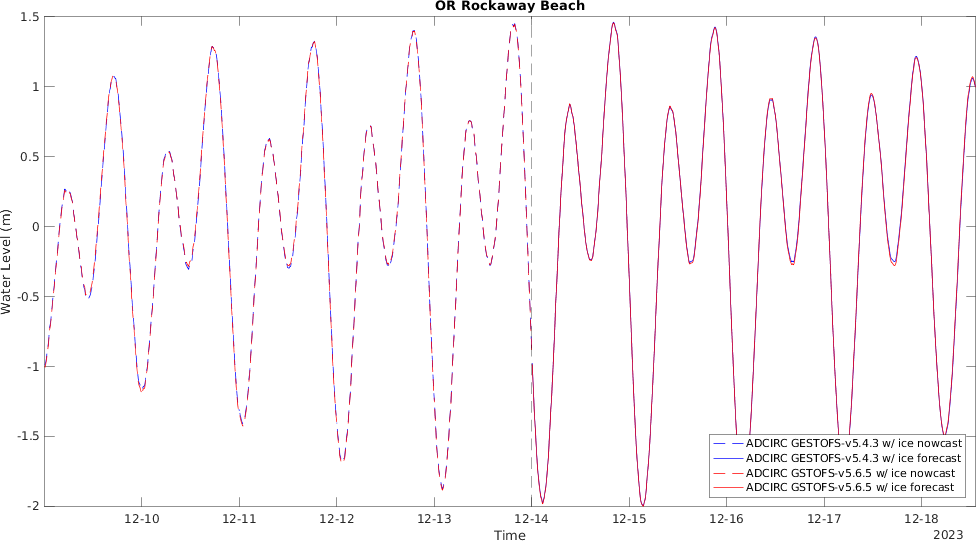 OR Rockaway Beach
1.5
1
0.5
0
-0.5
-1
-1.5
-2
Water Level (m)
12-10
12-11
12-12
12-13
12-14
12-15
12-16
12-17
12-18
Time
2023
ADCIRC GESTOFS-v5.4.3 w/ ice nowcast
ADCIRC GESTOFS-v5.4.3 w/ ice forecast
ADCIRC GSTOFS-v5.6.5 w/ ice nowcast
ADCIRC GSTOFS-v5.6.5 w/ ice forecast